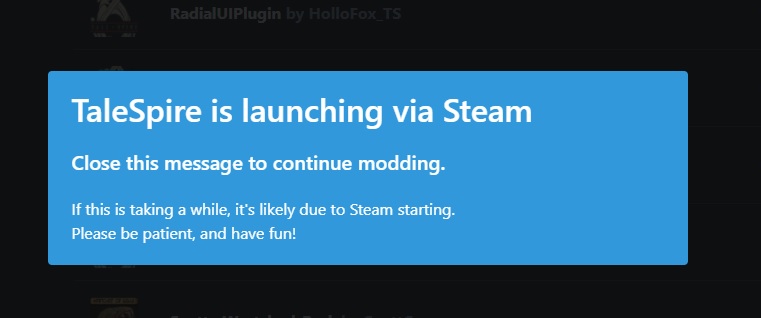 RadialUIPlugin by HolloFox_TS
TaleSpire is launching via Steam
Close this message to continue modding.
If this is taking a while, it's likely due to Steam starting.
Please be patient, and have fun!